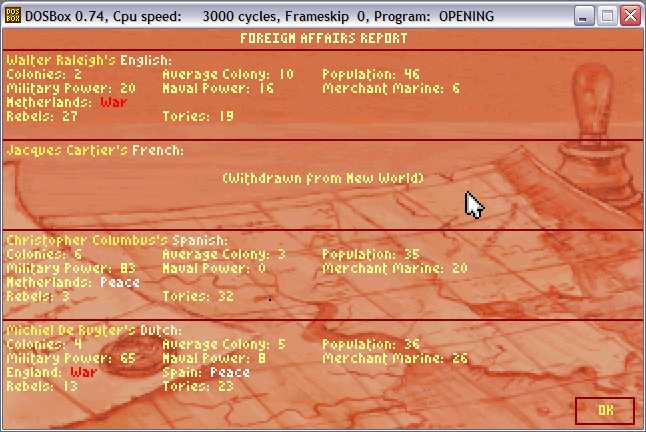 DOSBox 0.74, Cpu speed: 3000 cycles, Frameskip 0, Program: OPENING
FOREIGN AFFAIRS REPORT
Walter Raleigh's English:
Colonies: 2 Average Colony: 10 Population: 46
Military Power: 20 Naval Power: 16 Merchant Marine: 6
Netherlands: War
Rebels: 27 Tories: 19
Jacques Cartier's French:
(Withdrawn from New World)
Christopher Columbus's Spanish:
Colonies: 6 Average Colony: 3 Population: 35
Military Power: 83 Naval Power: 0 Merchant Marine: 20
Netherlands: Peace
Rebels: 3 Tories: 32
Michiel De Ruyter's Dutch:
Colonies: 4 Average Colony: 5 Population: 36
Military Power: 65 Naval Power: 8 Merchant Marine: 26
England: War Spain: Peace
Rebels: 13 Tories: 23
OK